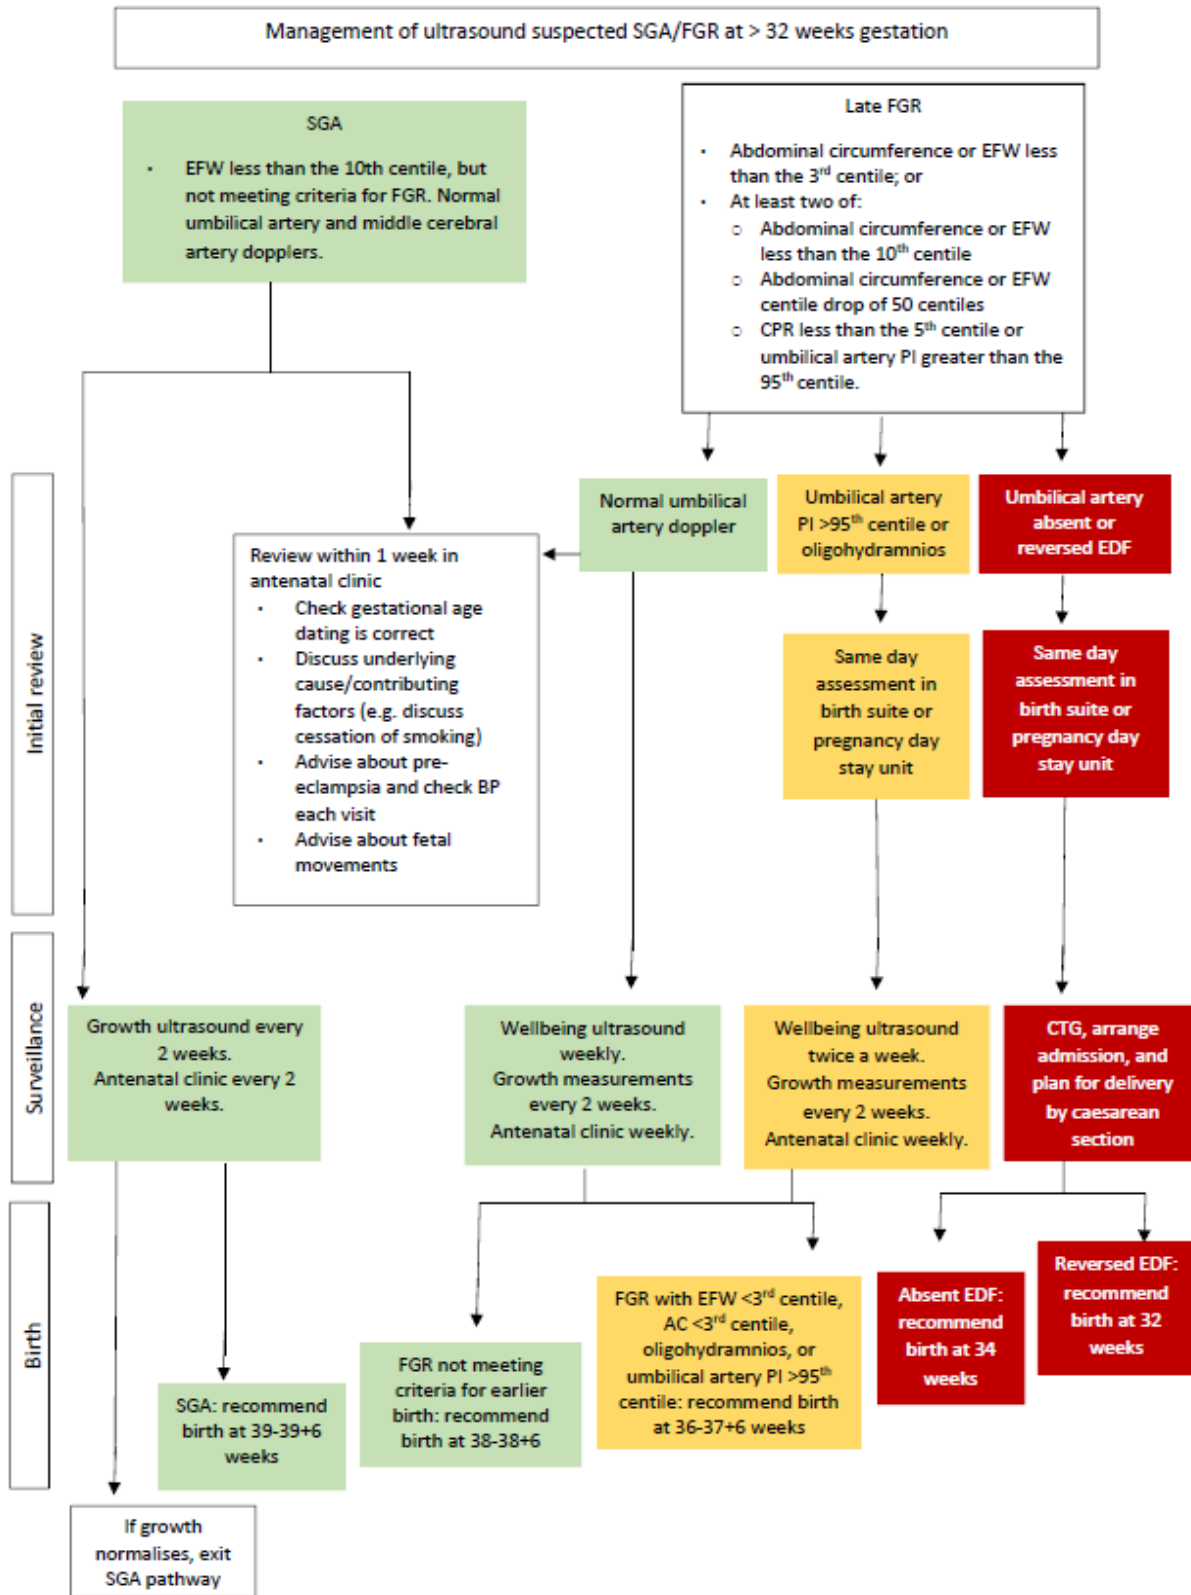 Management of ultrasound suspected SGA/FGR at > 32 weeks gestation
SGA
· EFW less than the 10th centile, but
not meeting criteria for FGR. Normal
umbilical artery and middle cerebral
artery dopplers.
Late FGR
· Abdominal circumference or EFW less
than the 3rd centile; or
· At least two of:
○ Abdominal circumference or EFW
less than the 10th centile
○ Abdominal circumference or EFW
centile drop of 50 centiles
○ CPR less than the 5th centile or
umbilical artery PI greater than the
95th centile.
Initial review
Normal umbilical
artery doppler
Umbilical artery
PI >95th centile or
oligohydramnios
Umbilical artery
absent or
reversed EDF
Review within 1 week in
antenatal clinic
· Check gestational age
dating is correct
· Discuss underlying
cause/contributing
factors (e.g. discuss
cessation of smoking)
· Advise about pre-
eclampsia and check BP
each visit
· Advise about fetal
movements
Same day
assessment in
birth suite or
pregnancy day
stay unit
Same day
assessment in
birth suite or
pregnancy day
stay unit
Surveillance
Growth ultrasound every
2 weeks.
Antenatal clinic every 2
weeks.
Wellbeing ultrasound
weekly.
Growth measurements
every 2 weeks.
Antenatal clinic weekly.
Wellbeing ultrasound
twice a week.
Growth measurements
every 2 weeks.
Antenatal clinic weekly.
CTG, arrange
admission, and
plan for delivery
by caesarean
section
Birth
SGA: recommend
birth at 39-39+6
weeks
FGR not meeting
criteria for earlier
birth: recommend
birth at 38-38+6
FGR with EFW <3rd centile,
AC <3rd centile,
oligohydramnios, or
umbilical artery PI >95th
centile: recommend birth
at 36-37+6 weeks
Absent EDF:
recommend
birth at 34
weeks
Reversed EDF:
recommend
birth at 32
weeks
If growth
normalises, exit
SGA pathway